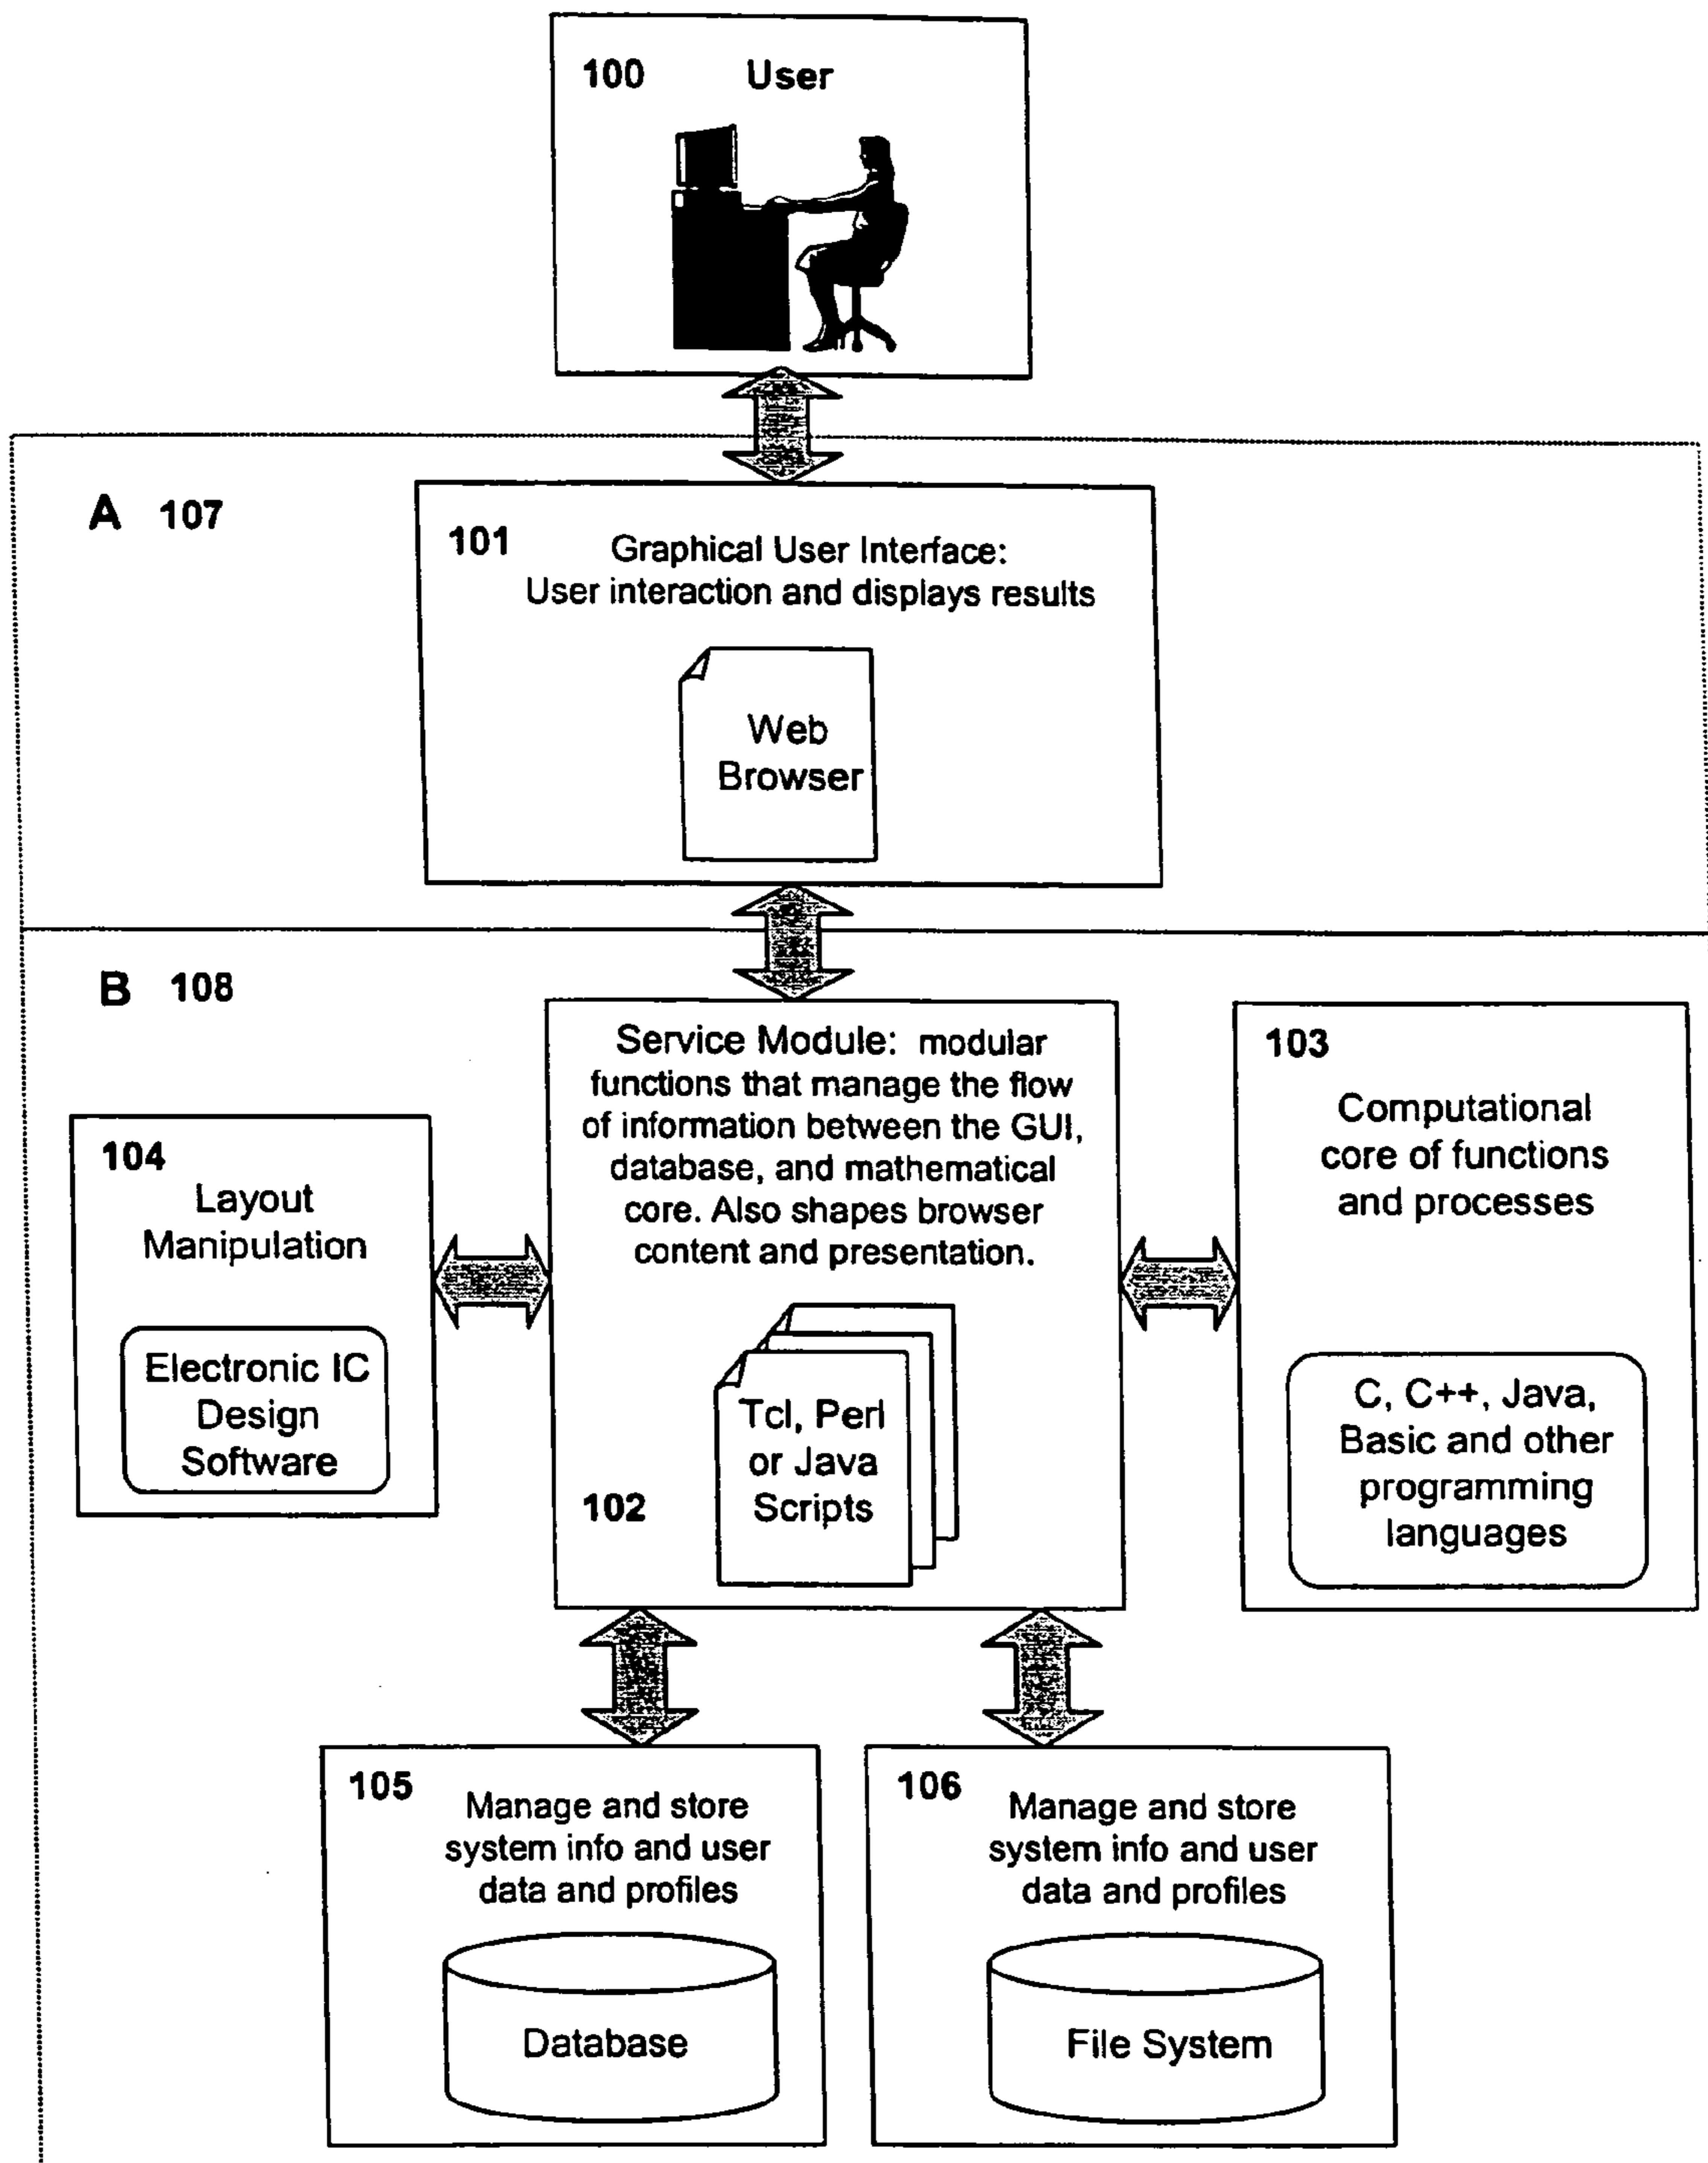 100 User
A 107
101
Graphical User Interface:
User interaction and displays results
Web
Browser
B 108
Service Module: modular
functions that manage the flow
of information between the GUI,
database, and mathematical
core. Also shapes browser
content and presentation.
Tcl, Perl
or Java
Scripts
102
104
Layout
Manipulation
Electronic IC
Design
Software
103
Computational
core of functions
and processes
C, C++, Java,
Basic and other
programming
languages
105
Manage and store
system info and user
data and profiles
Database
106
Manage and store
system info and user
data and profiles
File System